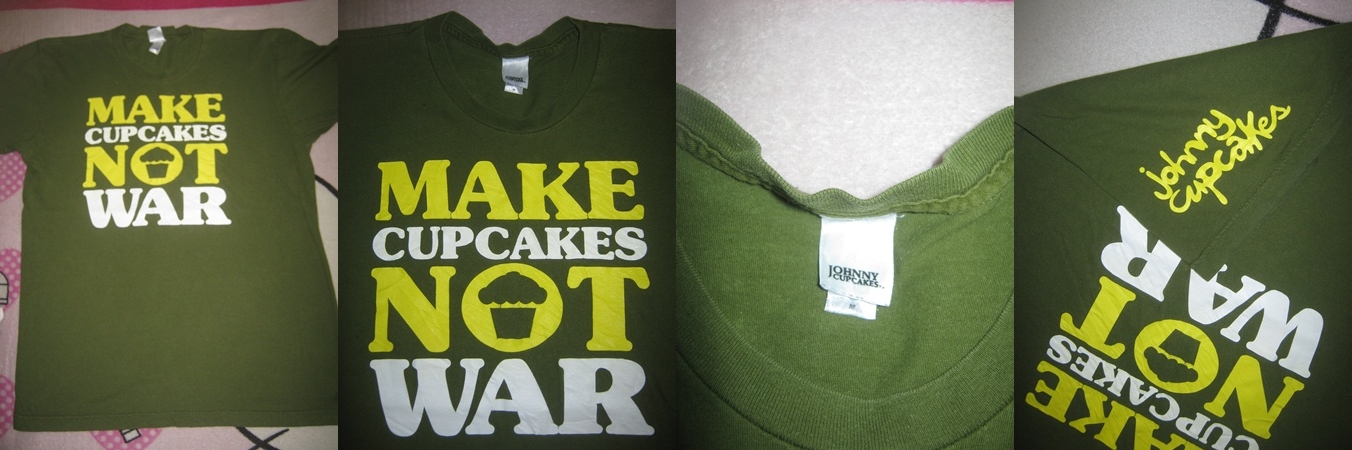 MAKE
CUPCAKES
NOT
WAR
MAKE
CUPCAKES
NOT
WAR
JOHNNY
CUPCAKES
johnny
cupcakes
WAR
NOT
CUPCAKES
MAKE